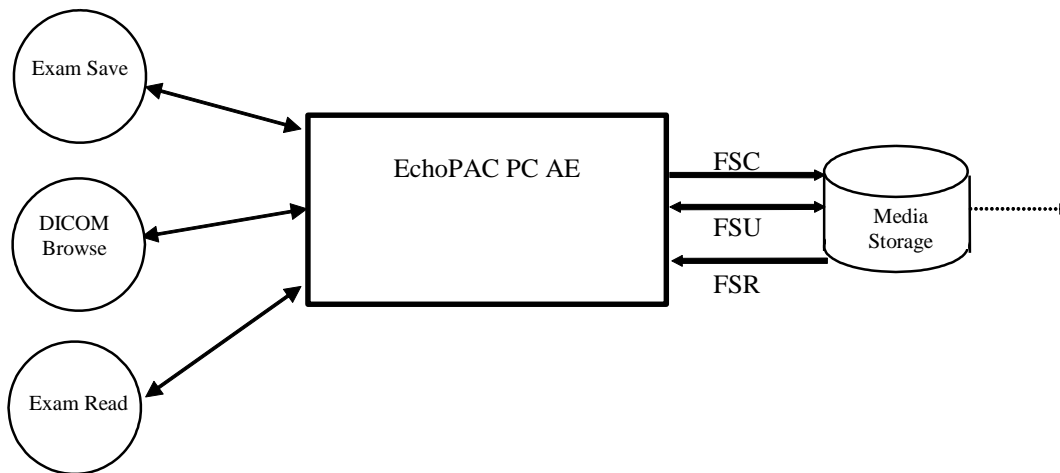 Exam Save
EchoPAC PC AE
FSC
DICOM
Browse
FSU
Media
Storage
FSR
Exam Read